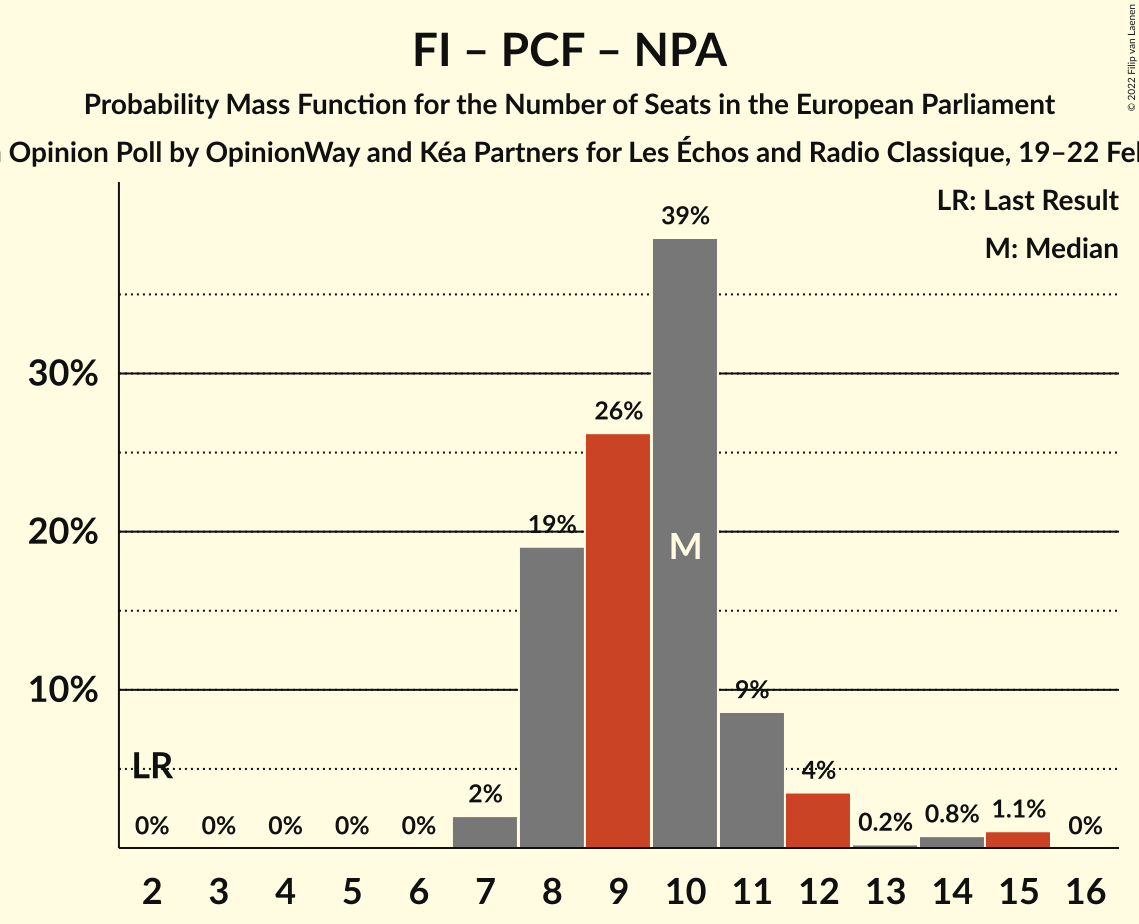 FI – PCF – NPA
© 2022 Filip van Laenen
Probability Mass Function for the Number of Seats in the European Parliament
Opinion Poll by OpinionWay and Kéa Partners for Les Échos and Radio Classique, 19–22
LR: Last Result
M: Median
39%
30%
26%
20%
19%
M
10%
9%
LR
4%
2%
0% 0% 0% 0% 0% 0.2% 0.8% 1.1% 0%
2 3 4 5 6 7 8 9 10 11 12 13 14 15 16